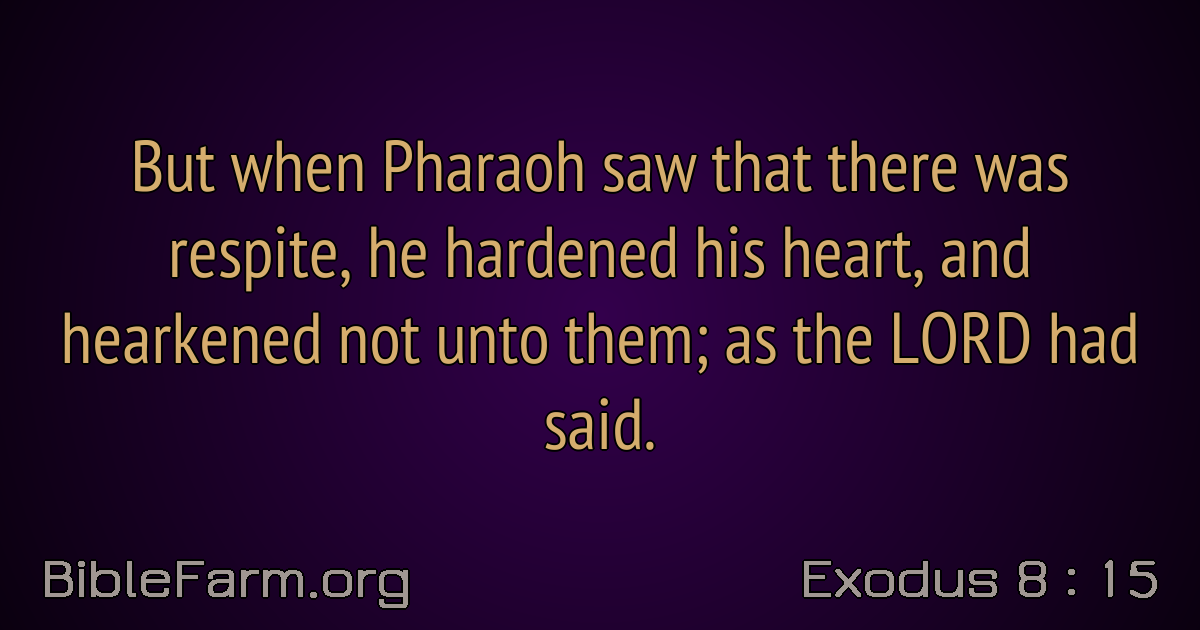 But when Pharaoh saw that there was
respite, he hardened his heart, and
hearkened not unto them; as the LORD had
said.
BibleFarm.org
Exodus 8 : 15